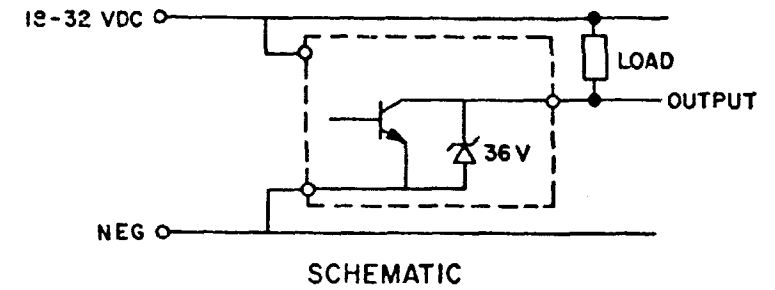 18-32 VDC
LOAD
OUTPUT
36V
NEG
SCHEMATIC